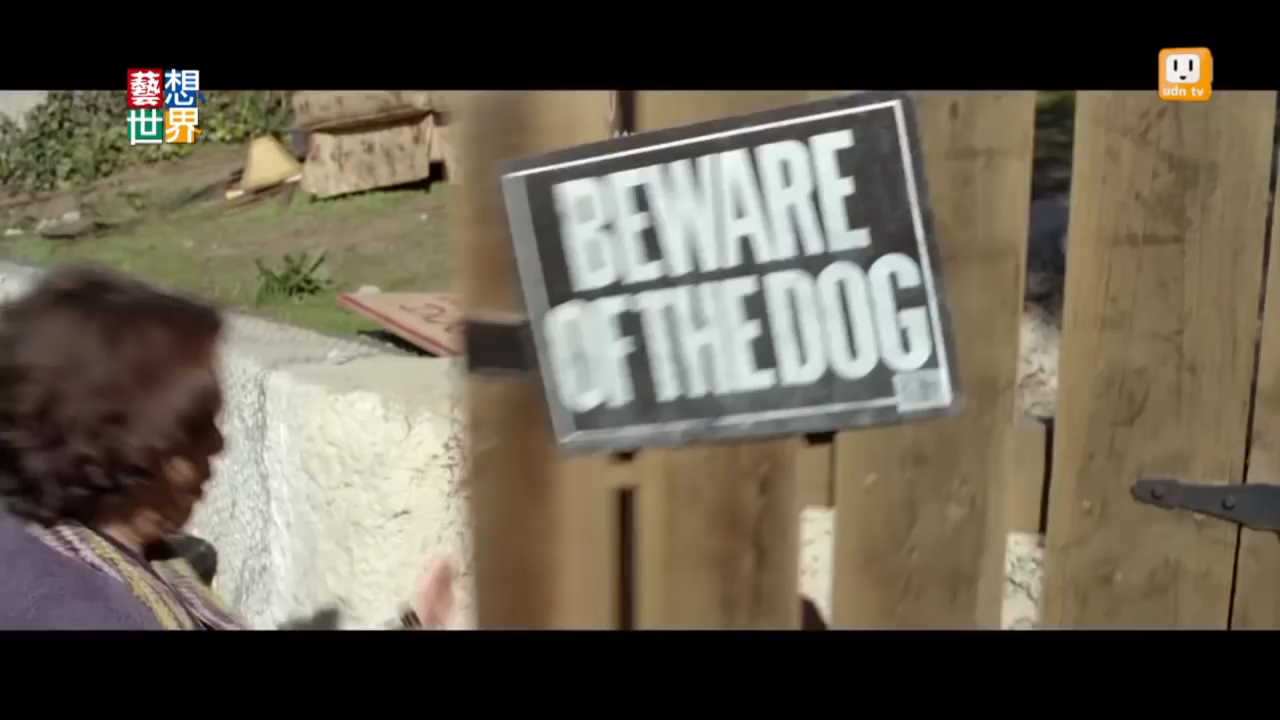 藝想
世界
udn tv
BEWARE
OF THE DOG